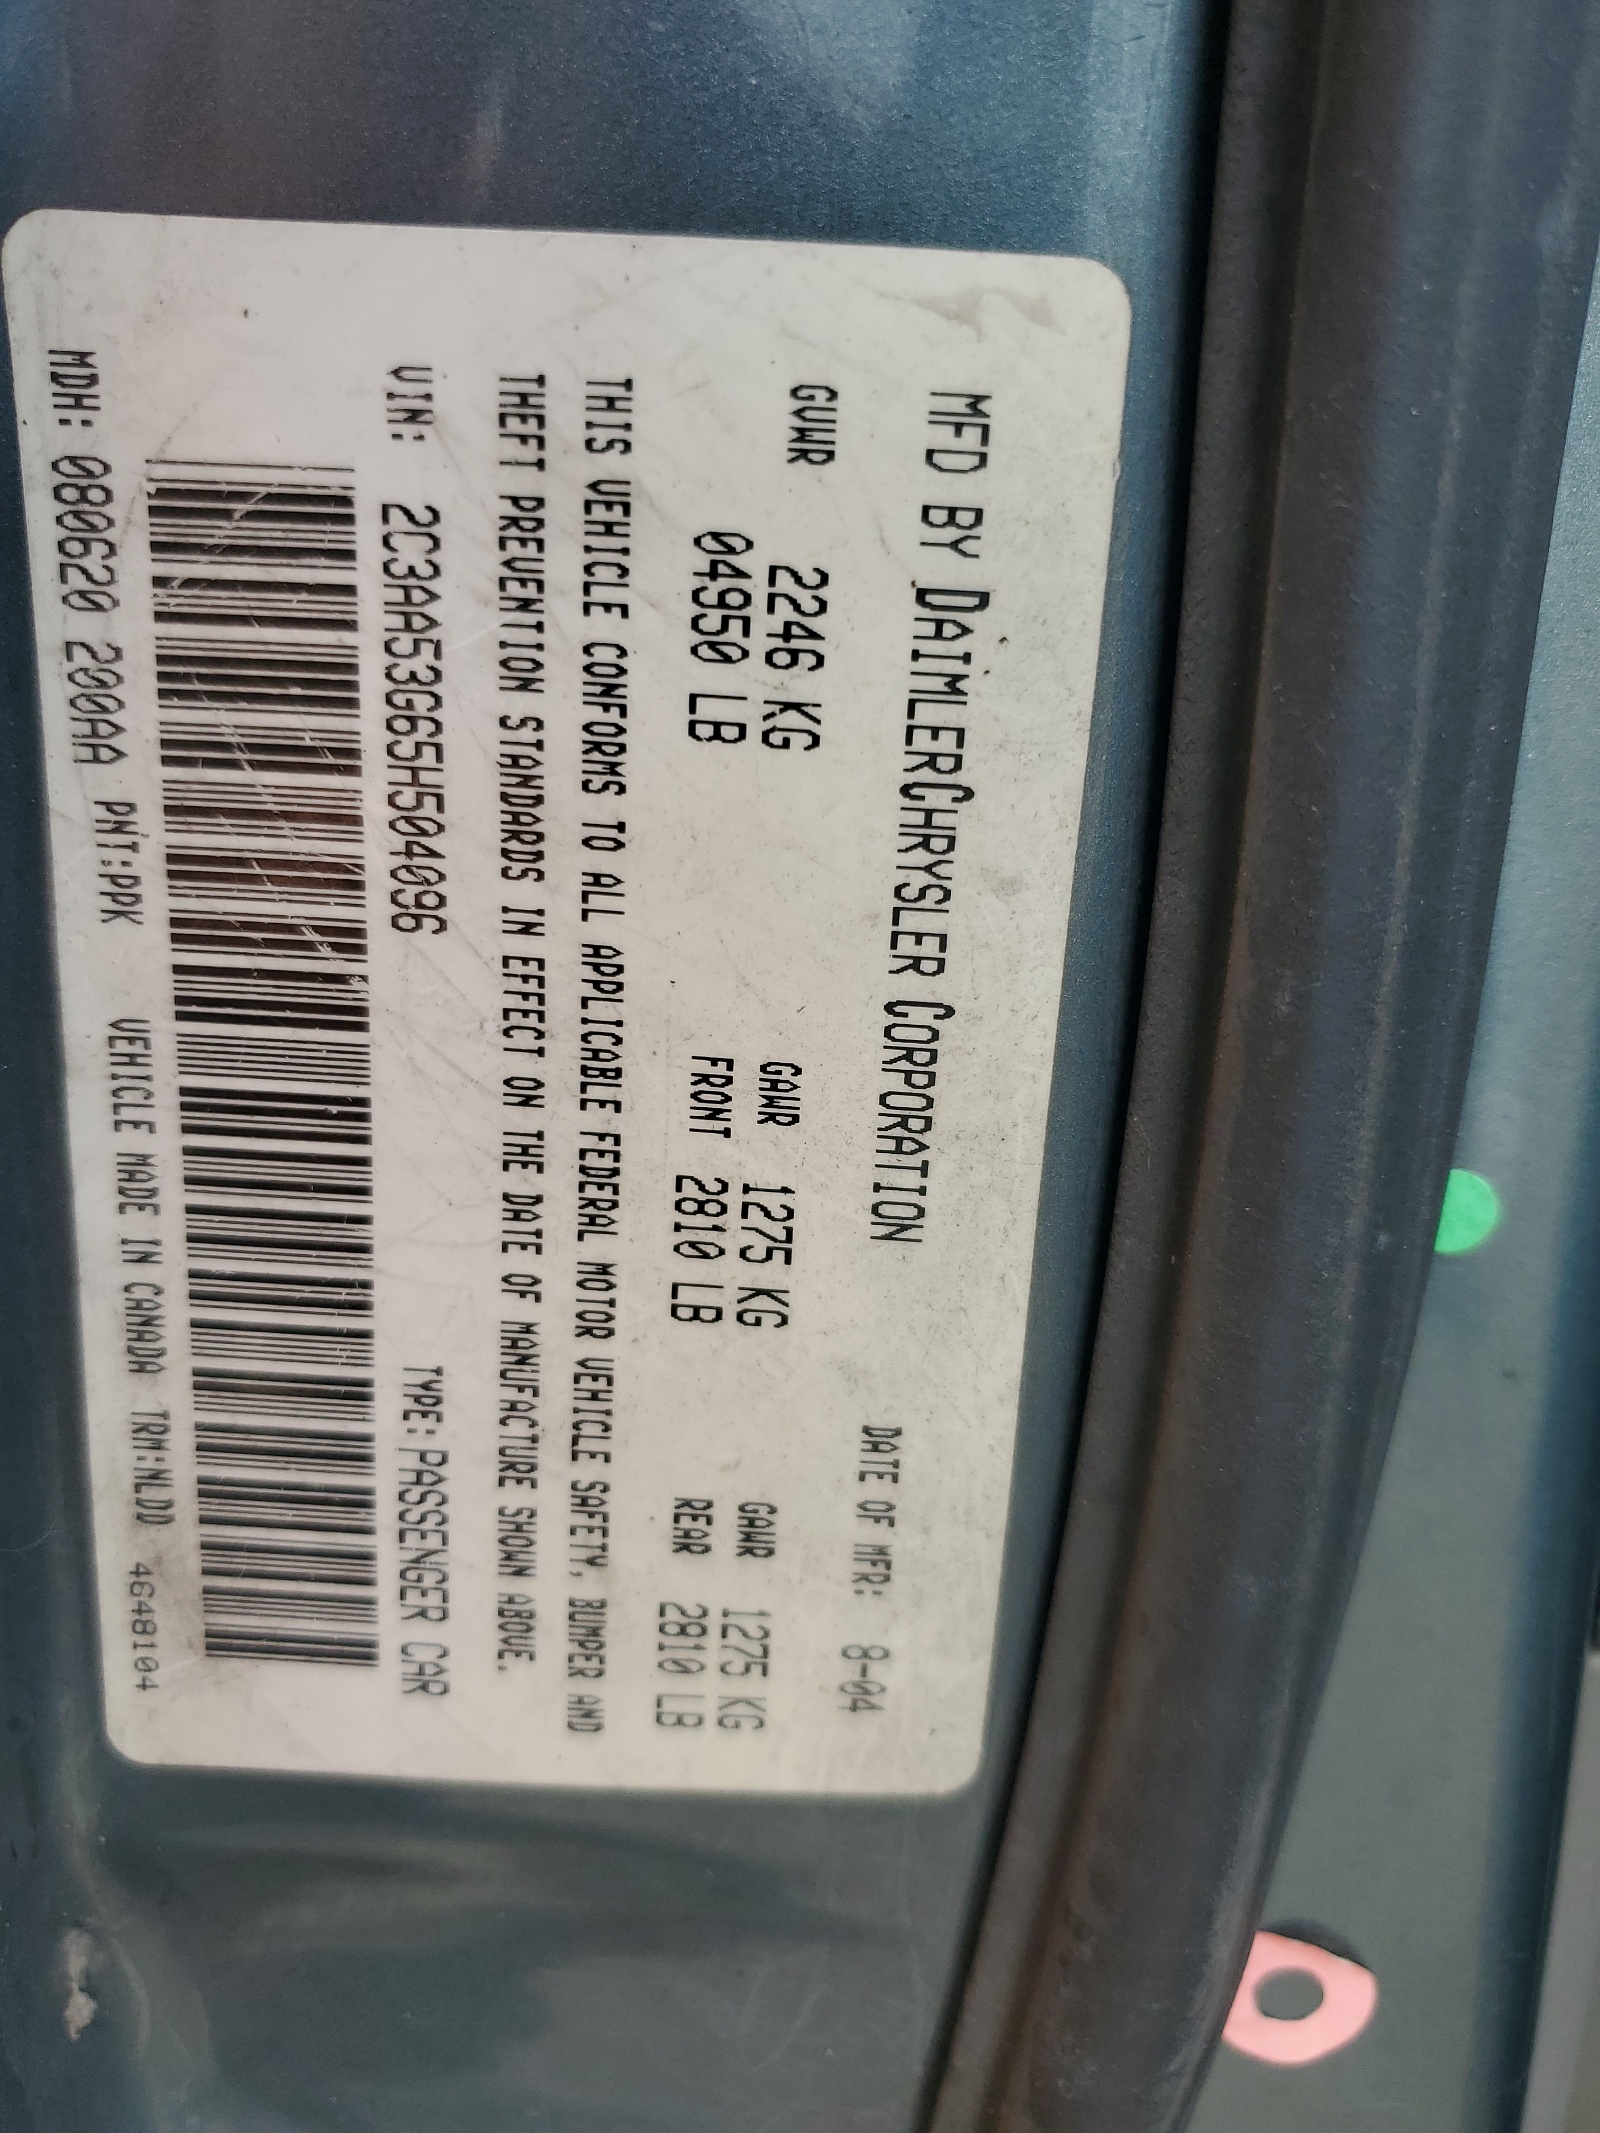 MFD BY DAIMLERCHRYSLER CORPORATION DATE OF MFR: 8-04
GVWR 2246 KG GAWR 1275 KG GAWR 1275 KG
04950 LB FRONT 2810 LB REAR 2810 LB
THIS VEHICLE CONFORMS TO ALL APPLICABLE FEDERAL MOTOR VEHICLE SAFETY, BUMPER AND
THEFT PREVENTION STANDARDS IN EFFECT ON THE DATE OF MANUFACTURE SHOWN ABOVE.
VIN: 2C3AA53G65H504096 TYPE: PASSENGER CAR
MDH: 080620 200AA PNT:PPK VEHICLE MADE IN CANADA TRM:NLDD 4648104